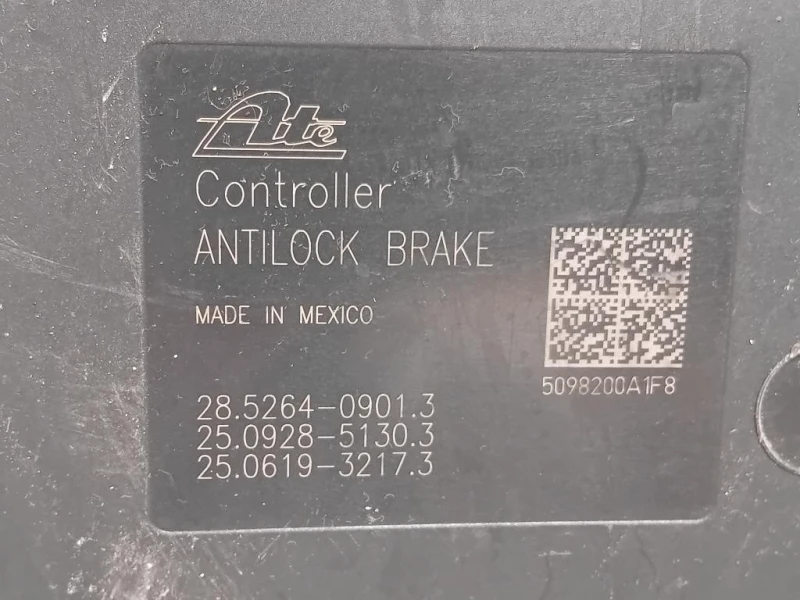 Ate
Controller
ANTILOCK BRAKE
MADE IN MEXICO
5098200A1F8
28.5264-0901.3
25.0928-5130.3
25.0619-3217.3